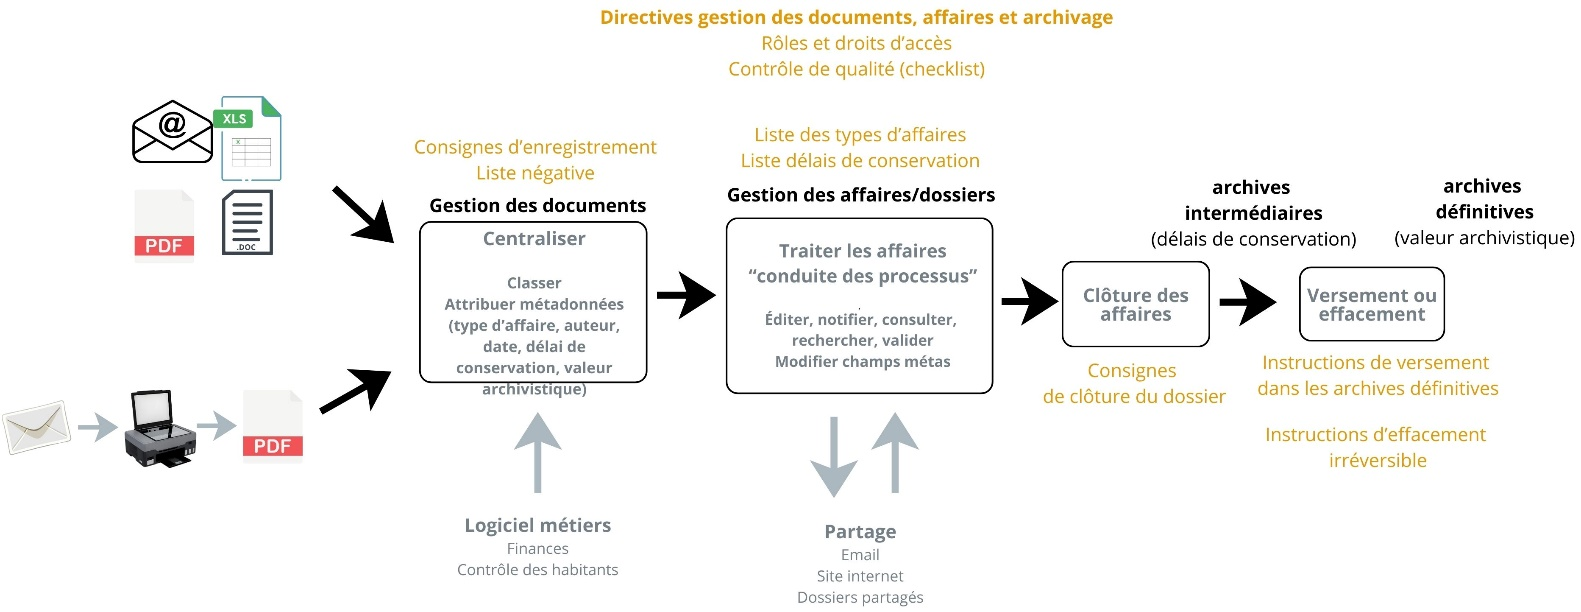 Directives gestion des documents, affaires et archivage
Rôles et droits d'accès
Contrôle de qualité (checklist)
@
XLS
X
PDF
.DOC
PDF
Consignes d'enregistrement
Liste négative
Gestion des documents
Centraliser
Classer
Attribuer métadonnées
(type d'affaire, auteur,
date, délai de
conservation, valeur
archivistique)
Logiciel métiers
Finances
Contrôle des habitants
Liste des types d'affaires
Liste délais de conservation
Gestion des affaires/dossiers
Traiter les affaires
“conduite des processus”
Éditer, notifier, consulter,
rechercher, valider
Modifier champs métas
Partage
Email
Site internet
Dossiers partagés
archives
intermédiaires
(délais de conservation)
Clôture des
affaires
Consignes
de clôture du dossier
archives
définitives
(valeur archivistique)
Versement ou
effacement
Instructions de versement
dans les archives définitives
Instructions d'effacement
irréversible